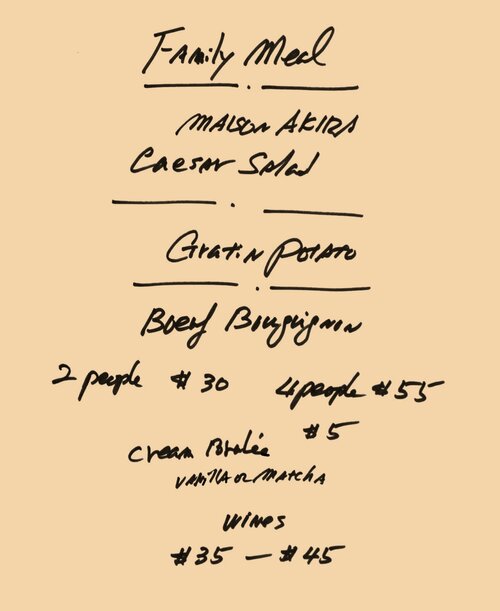 Family Meal
MAISON AKIRA
Caesar Salad
Gratin Potato
Boeuf Bouguignon
2 people $30 4 people $55
$5
Cream Brulée
Vanilla or Matcha
Wines
$35 — $45